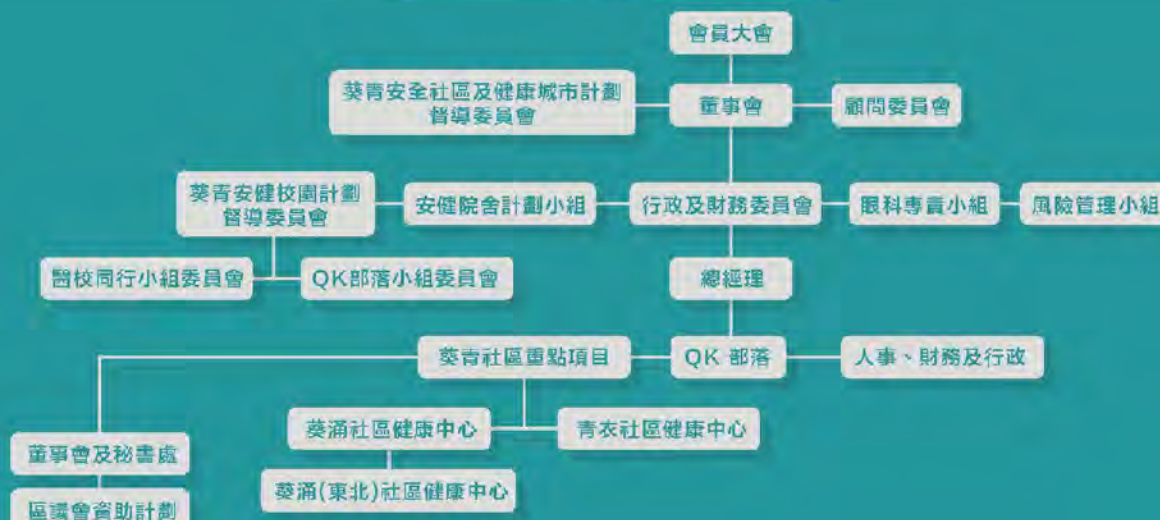 會員大會
葵青安全社區及健康城市計劃
督導委員會
董事會
顧問委員會
葵青安健校園計劃
督導委員會
安健院舍計劃小組
行政及財務委員會
眼科專責小組
風險管理小組
醫校同行小組委員會
QK部落小組委員會
總經理
葵青社區重點項目
QK 部落
人事、財務及行政
葵涌社區健康中心
青衣社區健康中心
董事會及秘書處
葵涌(東北)社區健康中心
區議會資助計劃